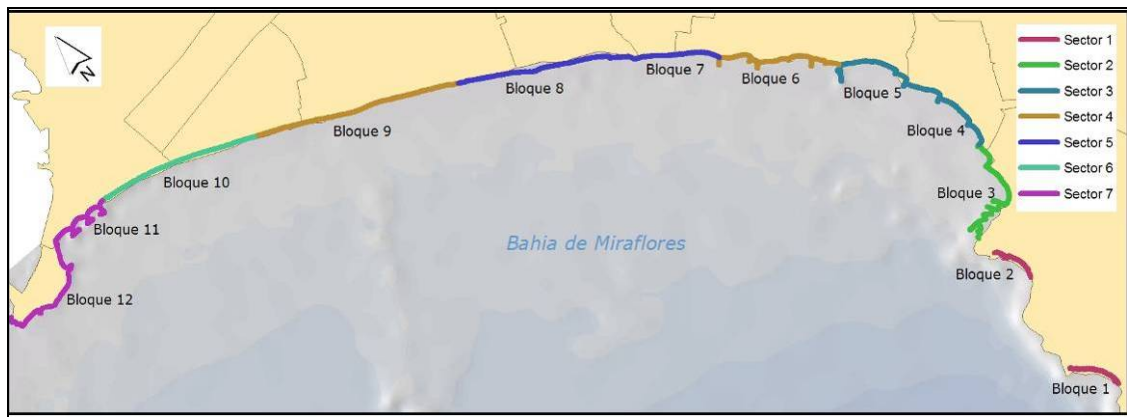 N
Sector 1
Sector 2
Sector 3
Sector 4
Sector 5
Sector 6
Sector 7
Bloque 7
Bloque 6
Bloque 8
Bloque 5
Bloque 9
Bloque 4
Bloque 10
Bloque 3
Bloque 11
Bahia de Miraflores
Bloque 2
Bloque 12
Bloque 1